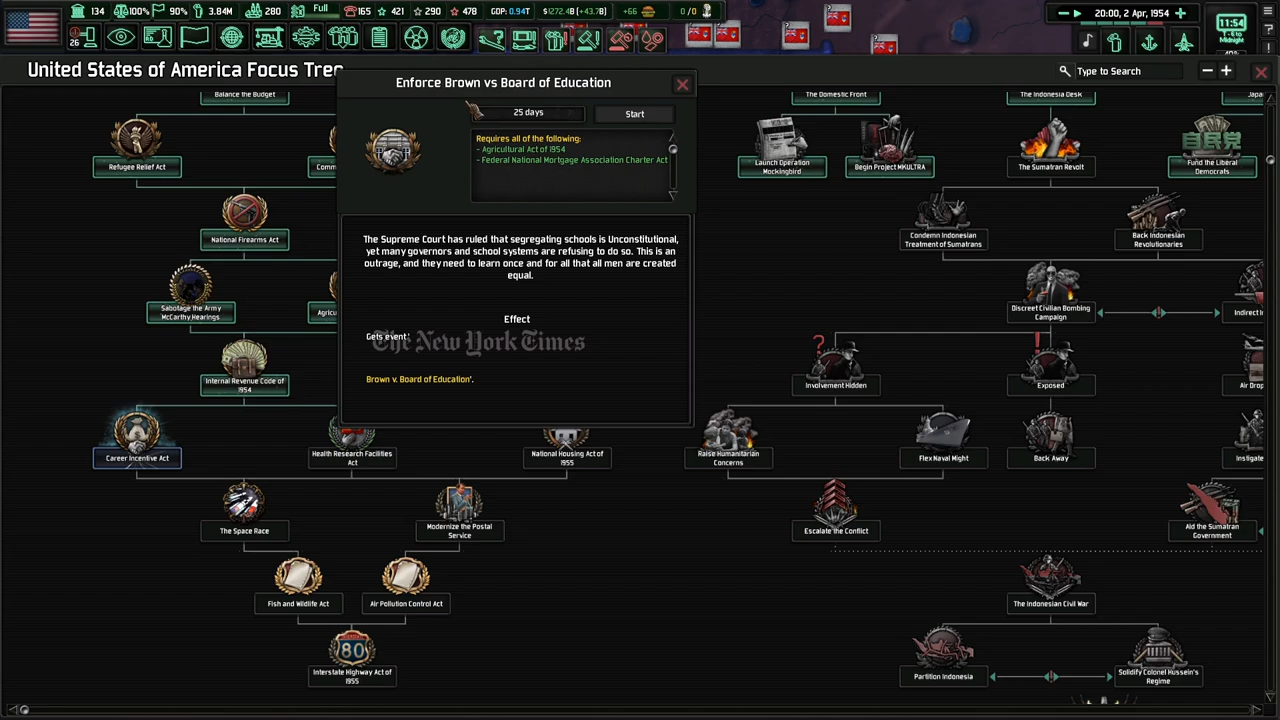 134 100% 90% 3.84M 280 Full 165 421 290 478 GDP: 0.94T $1272.4B (+43.7B) +66 0/0
20:00, 2 Apr, 1954
11:54
26
United States of America Focus Tree
Type to Search
Enforce Brown vs Board of Education
25 days
Start
Requires all of the following:
- Agricultural Act of 1954
- Federal National Mortgage Association Charter Act
The Supreme Court has ruled that segregating schools is Unconstitutional,
yet many governors and school systems are refusing to do so. This is an
outrage, and they need to learn once and for all that all men are created
equal.
Effect
Gets event'
The New York Times
Brown v. Board of Education'.
Balance the Budget
The Domestic Front
The Indonesia Desk
Refugee Relief Act
Launch Operation
Mockingbird
Begin Project MKULTRA
The Sumatran Revolt
自民党
Fund the Liberal
Democrats
National Firearms Act
Condemn Indonesian
Treatment of Sumatrans
Back Indonesian
Revolutionaries
Sabotage the Army
McCarthy Hearings
Discreet Civilian Bombing
Campaign
Internal Revenue Code of
1954
Involvement Hidden
Exposed
Career Incentive Act
Health Research Facilities
Act
National Housing Act of
1955
Raise Humanitarian
Concerns
Flex Naval Might
Back Away
The Space Race
Modernize the Postal
Service
Escalate the Conflict
Aid the Sumatran
Government
Fish and Wildlife Act
Air Pollution Control Act
The Indonesian Civil War
80
Interstate Highway Act of
1955
Partition Indonesia
Solidify Colonel Hussein's
Regime